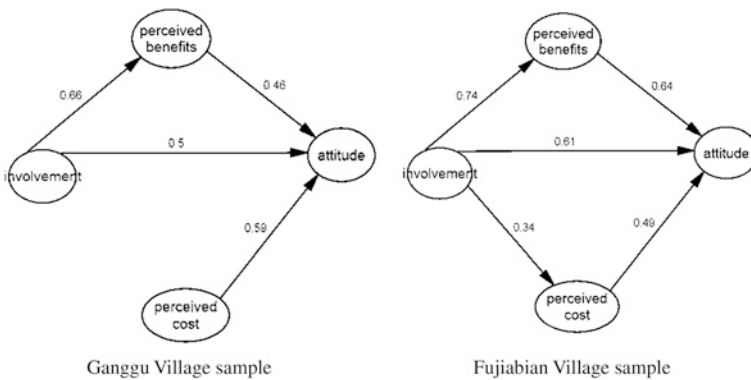 perceived
benefits
0.66
0.46
0 5
involvement
attitude
0.59
perceived
cost
Ganggu Village sample
perceived
benefits
0.74
0.64
0.61
involvement
attitude
0.34
0.49
perceived
cost
Fujiabian Village sample